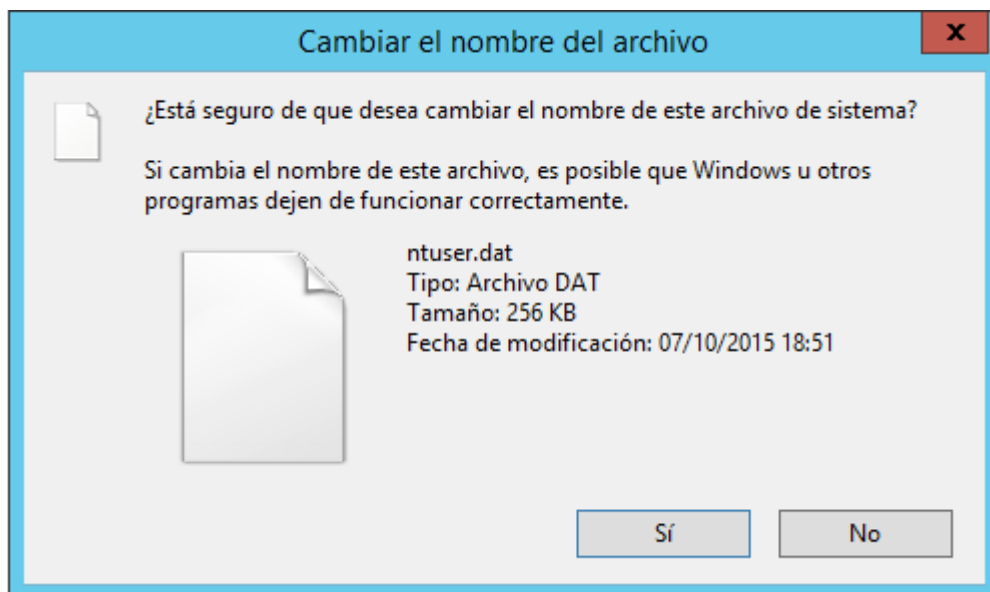 Cambiar el nombre del archivo
x
¿Está seguro de que desea cambiar el nombre de este archivo de sistema?
Si cambia el nombre de este archivo, es posible que Windows u otros
programas dejen de funcionar correctamente.
ntuser.dat
Tipo: Archivo DAT
Tamaño: 256 KB
Fecha de modificación: 07/10/2015 18:51
Sí
No